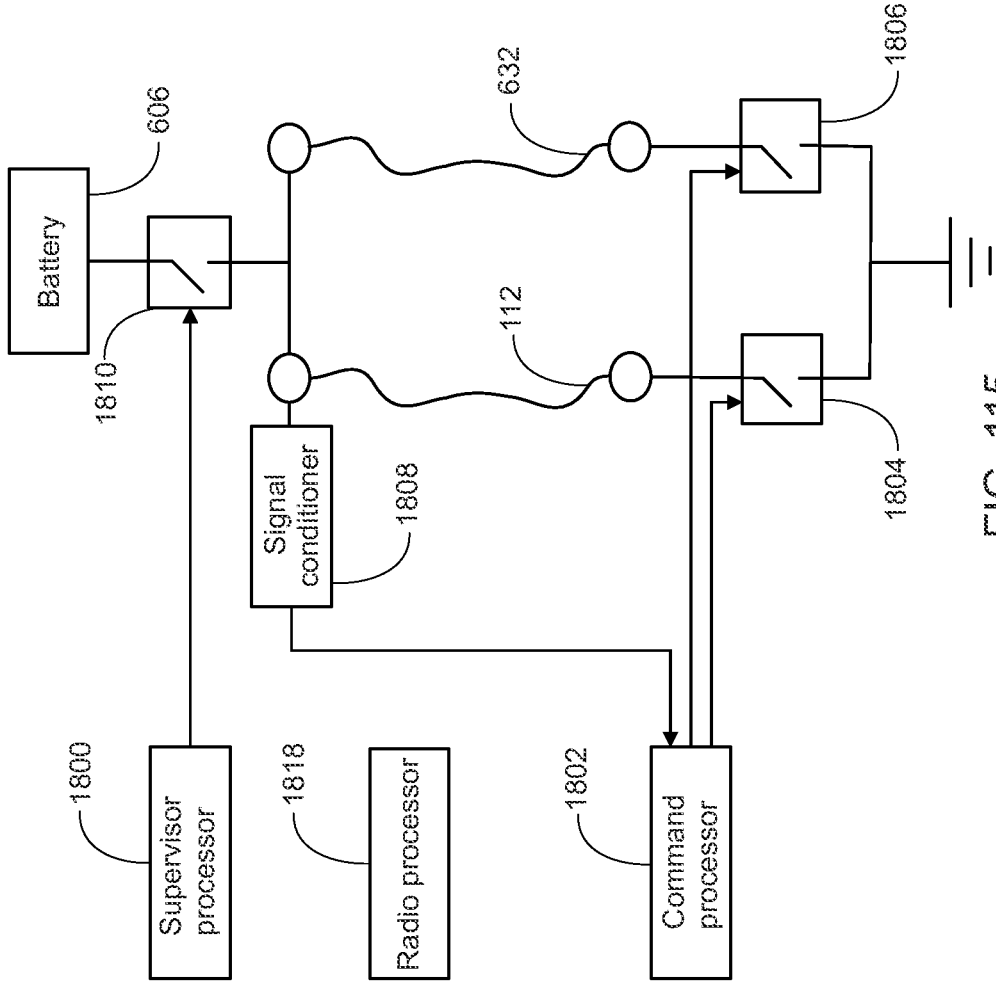 Battery
1800
1810
606
Supervisor
processor
1818
Signal
conditioner
1808
Radio processor
112
632
1802
Command
processor
1804
1806